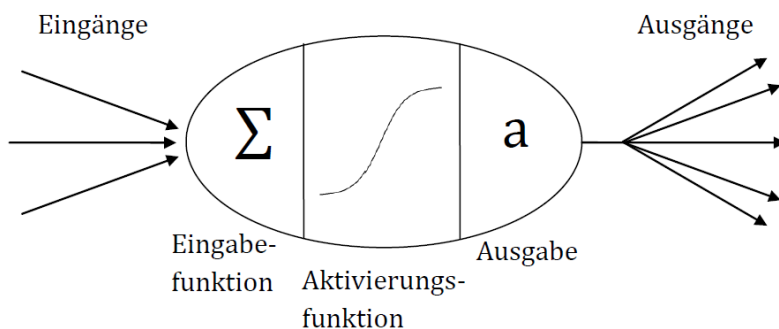 Eingänge
Ausgänge
Σ
a
Eingabe-
funktion
Aktivierungs-
funktion
Ausgabe